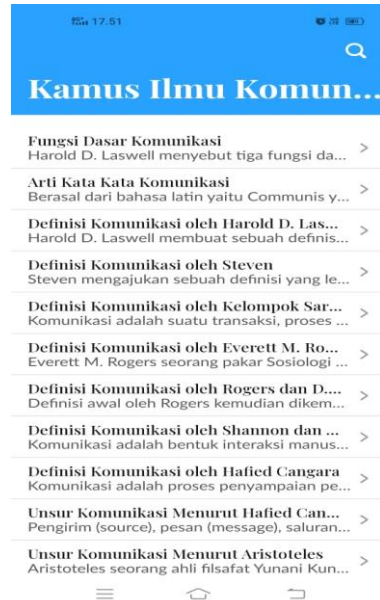 17.51
Kamus Ilmu Komun...
Fungsi Dasar Komunikasi
Harold D. Laswell menyebut tiga fungsi da...
Arti Kata Kata Komunikasi
Berasal dari bahasa latin yaitu Communis y...
Definisi Komunikasi oleh Harold D. Las...
Harold D. Laswell membuat sebuah definis...
Definisi Komunikasi oleh Steven
Steven mengajukan sebuah definisi yang le...
Definisi Komunikasi oleh Kelompok Sar...
Komunikasi adalah suatu transaksi, proses ...
Definisi Komunikasi oleh Everett M. Ro...
Everett M. Rogers seorang pakar Sosiologi ...
Definisi Komunikasi oleh Rogers dan D....
Definisi awal oleh Rogers kemudian dikem...
Definisi Komunikasi oleh Shannon dan ...
Komunikasi adalah bentuk interaksi manus...
Definisi Komunikasi oleh Hafied Cangara
Komunikasi adalah proses penyampaian pe...
Unsur Komunikasi Menurut Hafied Can...
Pengirim (source), pesan (message), saluran...
Unsur Komunikasi Menurut Aristoteles
Aristoteles seorang ahli filsafat Yunani Kun...